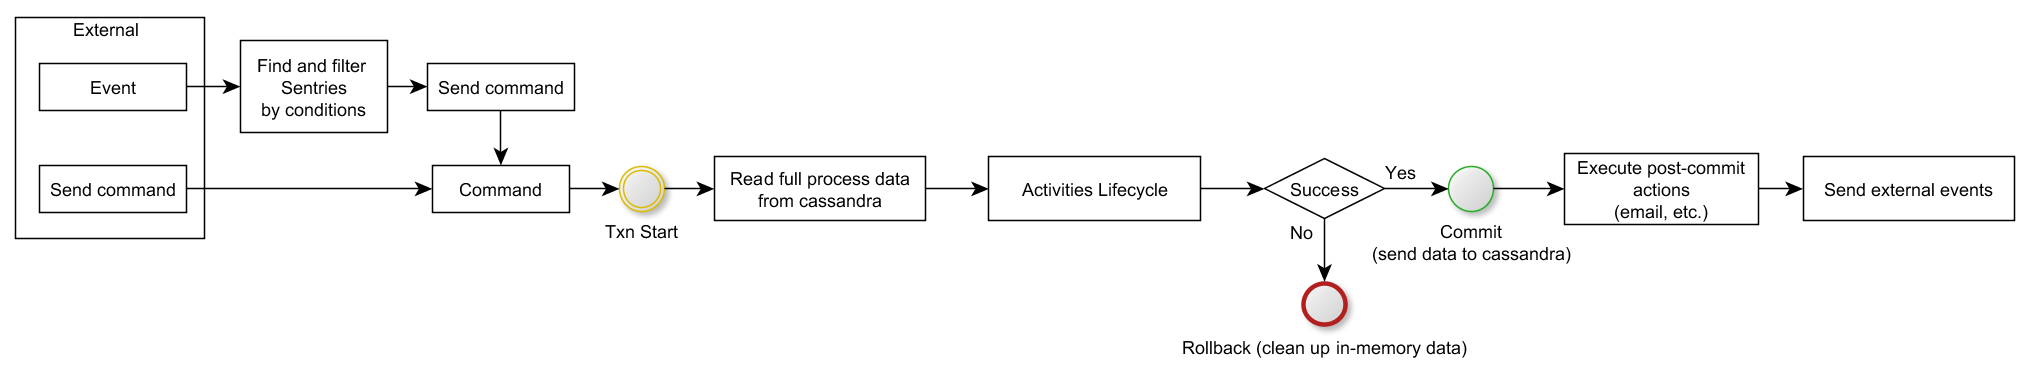 External
Event
Find and filter
Sentries
by conditions
Send command
Send command
Command
Txn Start
Read full process data
from cassandra
Activities Lifecycle
Success
Yes
No
Commit
(send data to cassandra)
Rollback (clean up in-memory data)
Execute post-commit
actions
(email, etc.)
Send external events